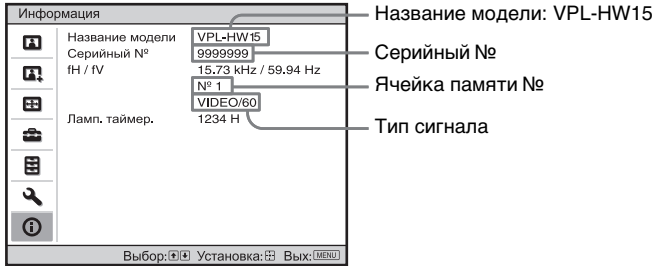 Информация
Название модели VPL-HW15
Серийный № 9999999
fH / fV 15.73 kHz / 59.94 Hz
№ 1
VIDEO/60
Ламп. таймер. 1234 H
Выбор: Установка: Вых: MENU
Название модели: VPL-HW15
Серийный №
Ячейка памяти №
Тип сигнала